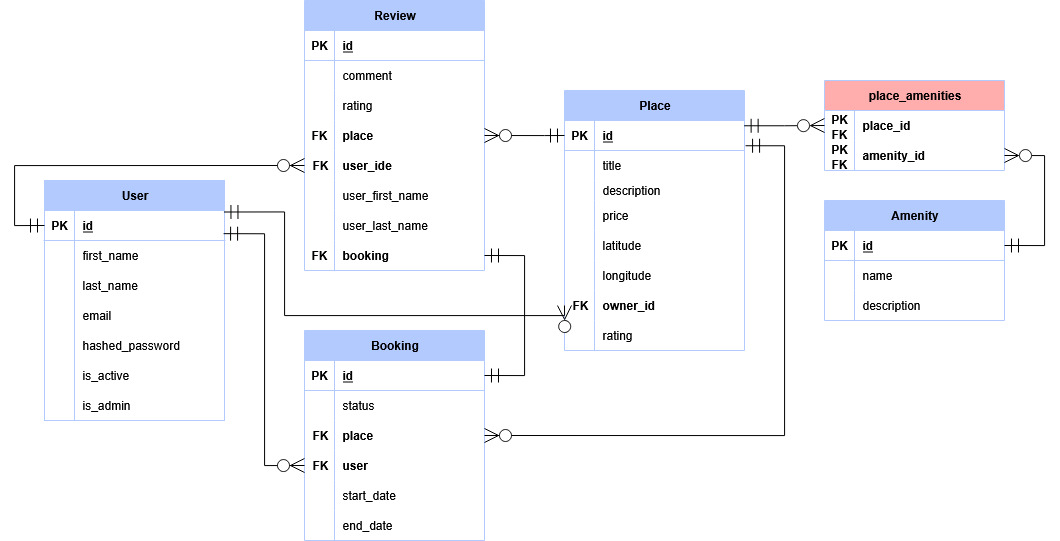 Review
PK id
comment
rating
FK place
FK user_ide
user_first_name
user_last_name
FK booking
Place
PK id
title
description
price
latitude
longitude
FK owner_id
rating
place_amenities
PK
FK place_id
PK
FK amenity_id
Amenity
PK id
name
description
User
PK id
first_name
last_name
email
hashed_password
is_active
is_admin
Booking
PK id
status
FK place
FK user
start_date
end_date